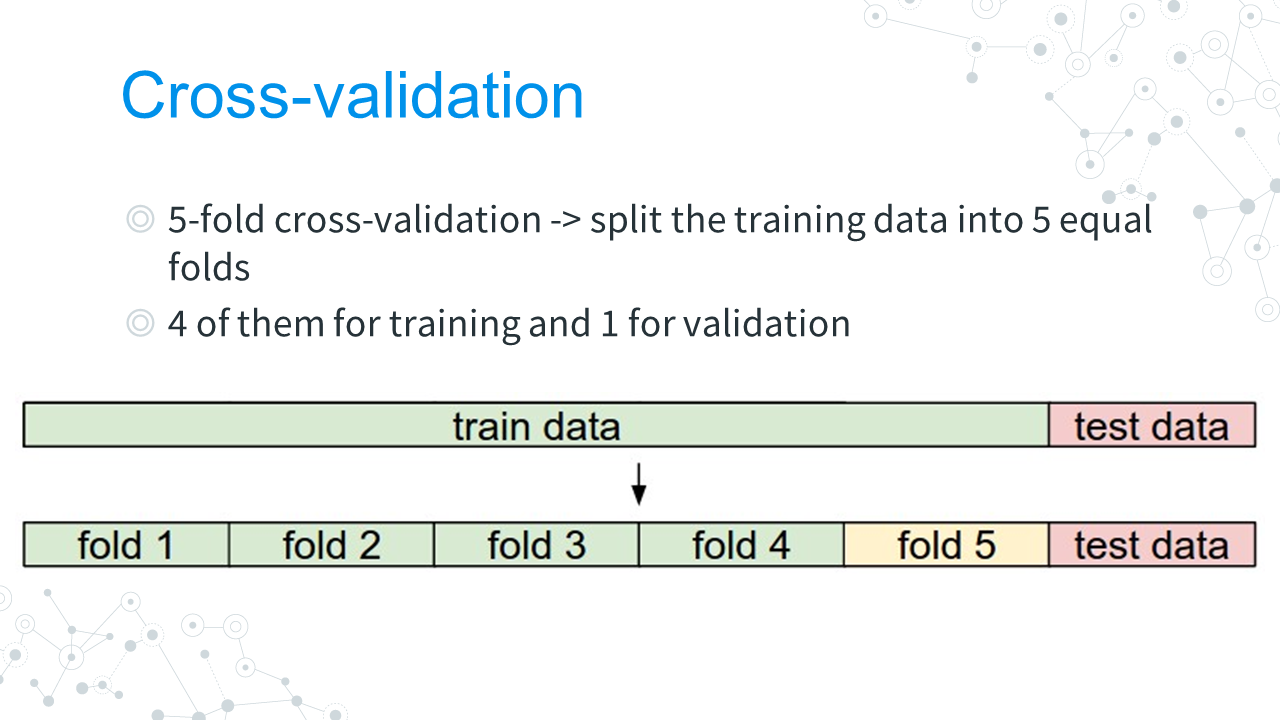 Cross-validation
5-fold cross-validation -> split the training data into 5 equal
folds
4 of them for training and 1 for validation
train data test data
fold 1 fold 2 fold 3 fold 4 fold 5 test data